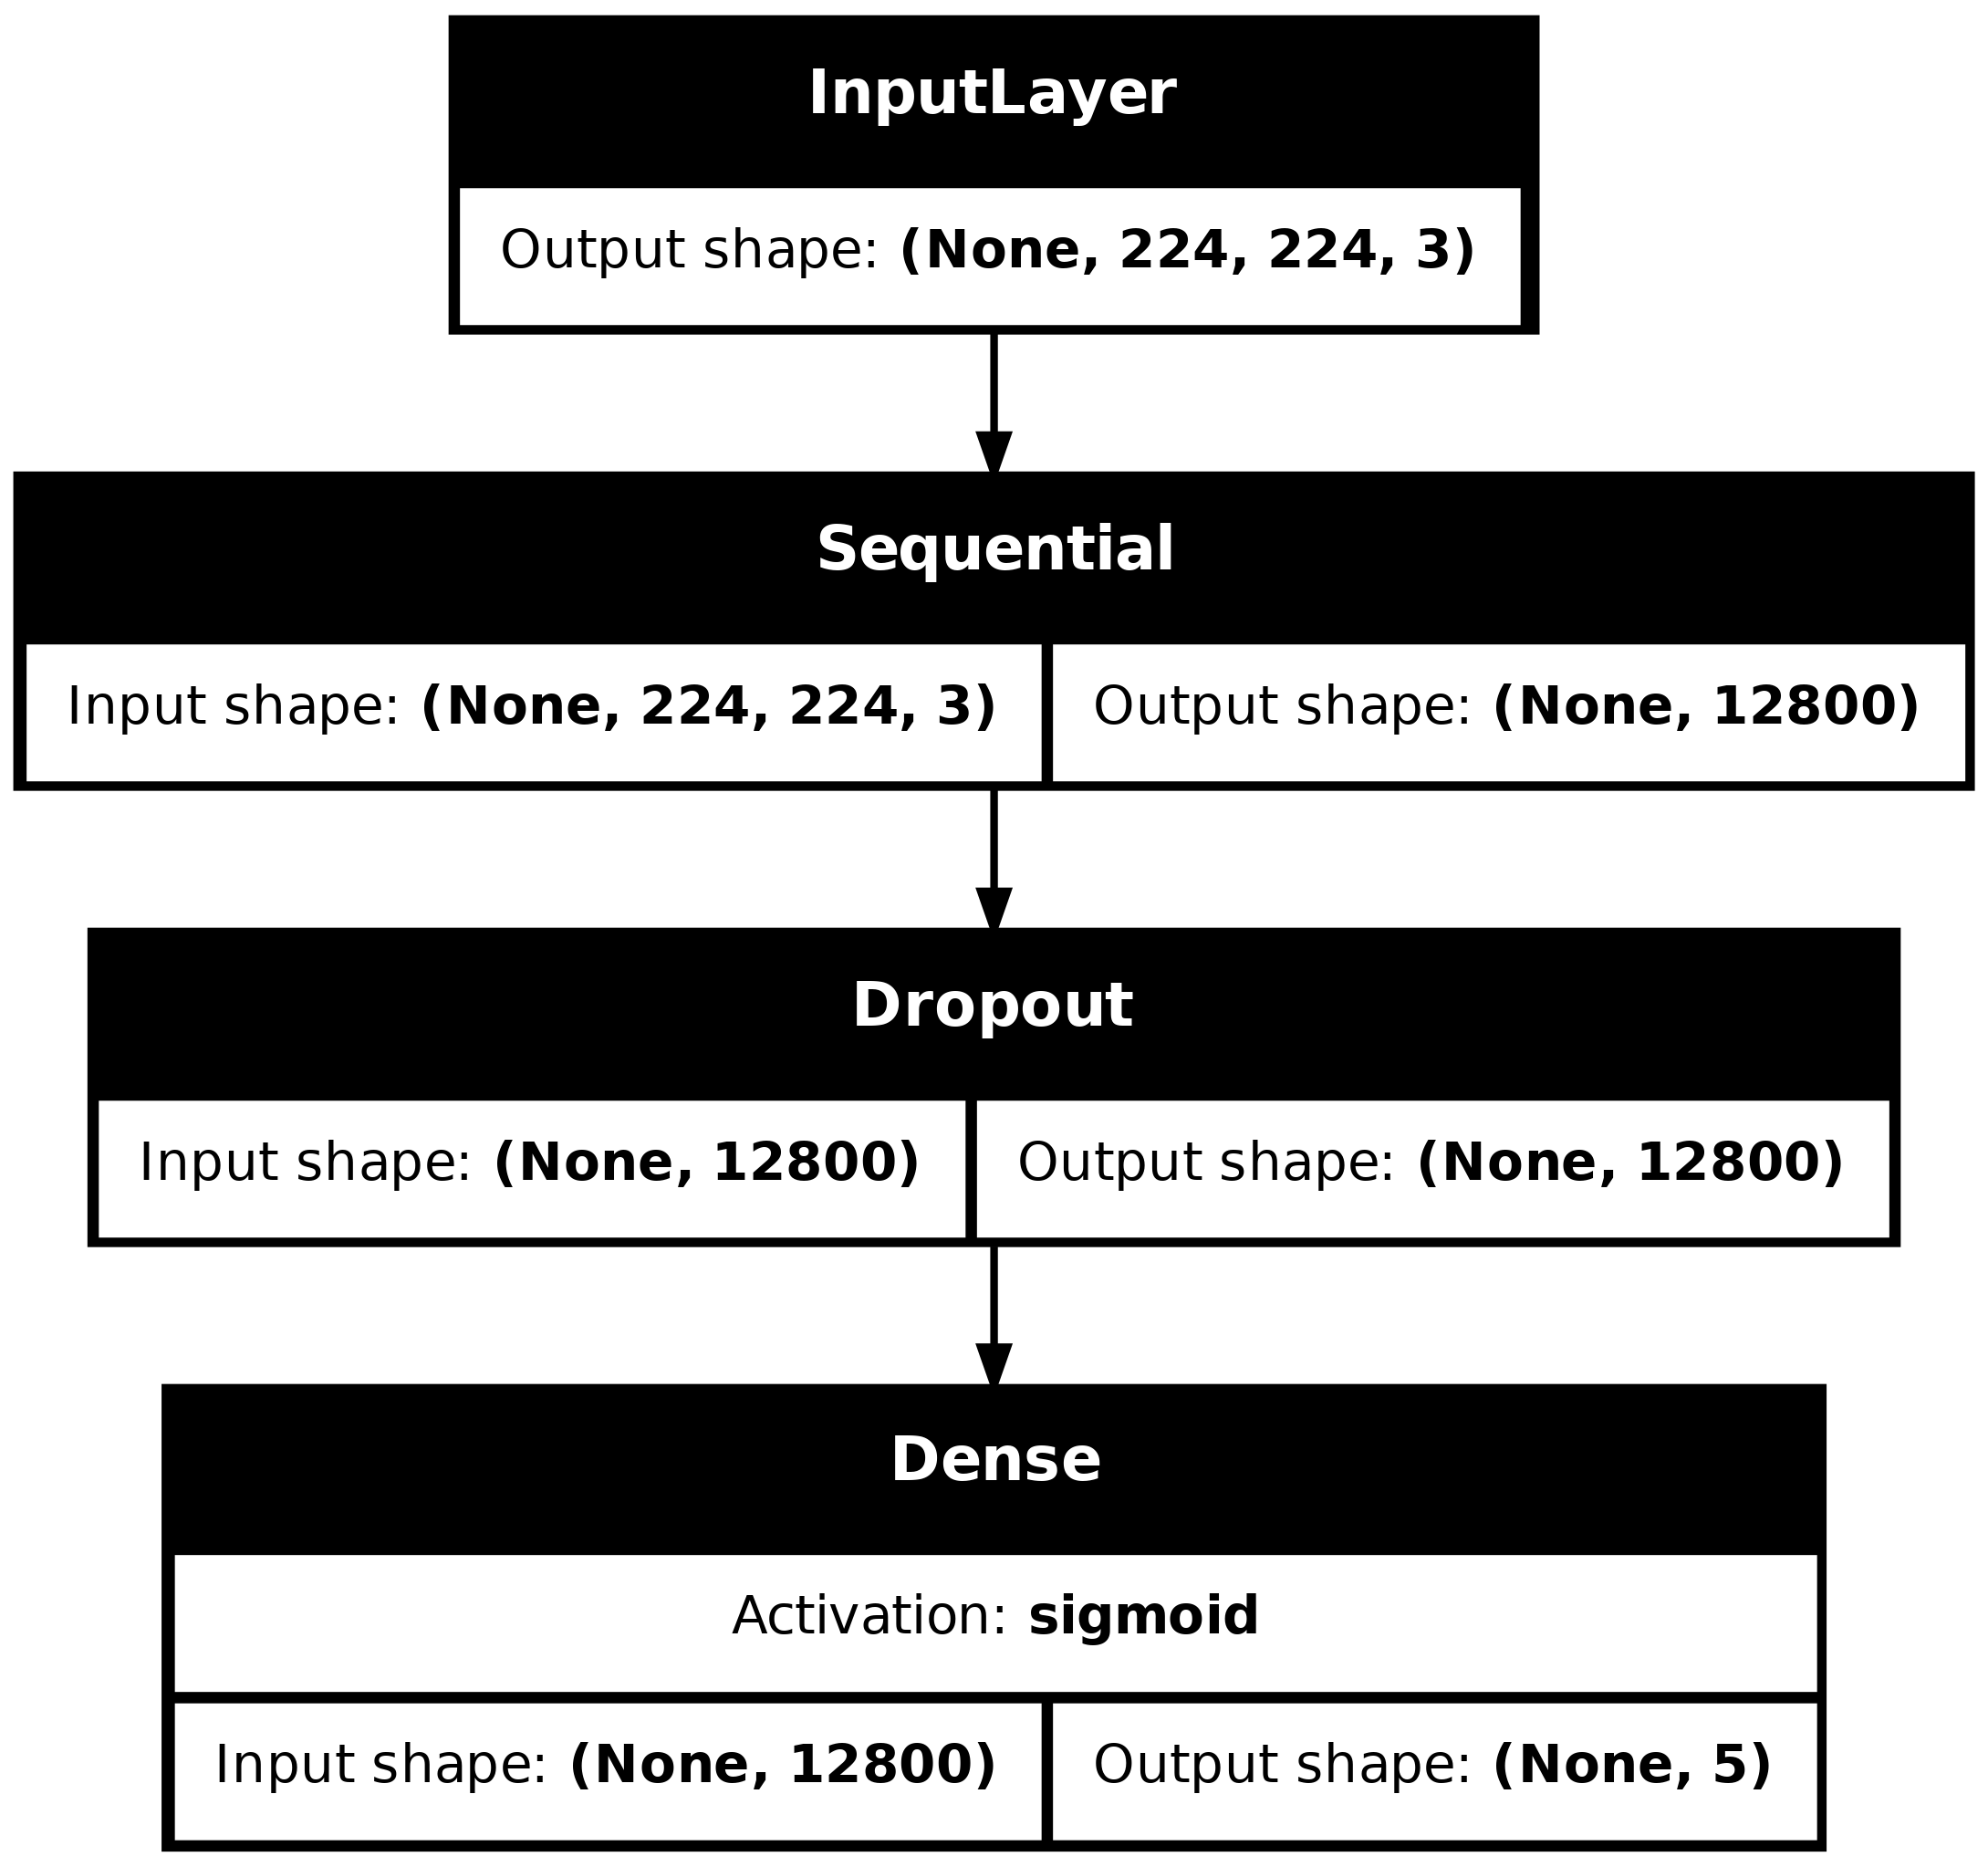 InputLayer
Output shape: (None, 224, 224, 3)
Sequential
Input shape: (None, 224, 224, 3) Output shape: (None, 12800)
Dropout
Input shape: (None, 12800) Output shape: (None, 12800)
Dense
Activation: sigmoid
Input shape: (None, 12800) Output shape: (None, 5)